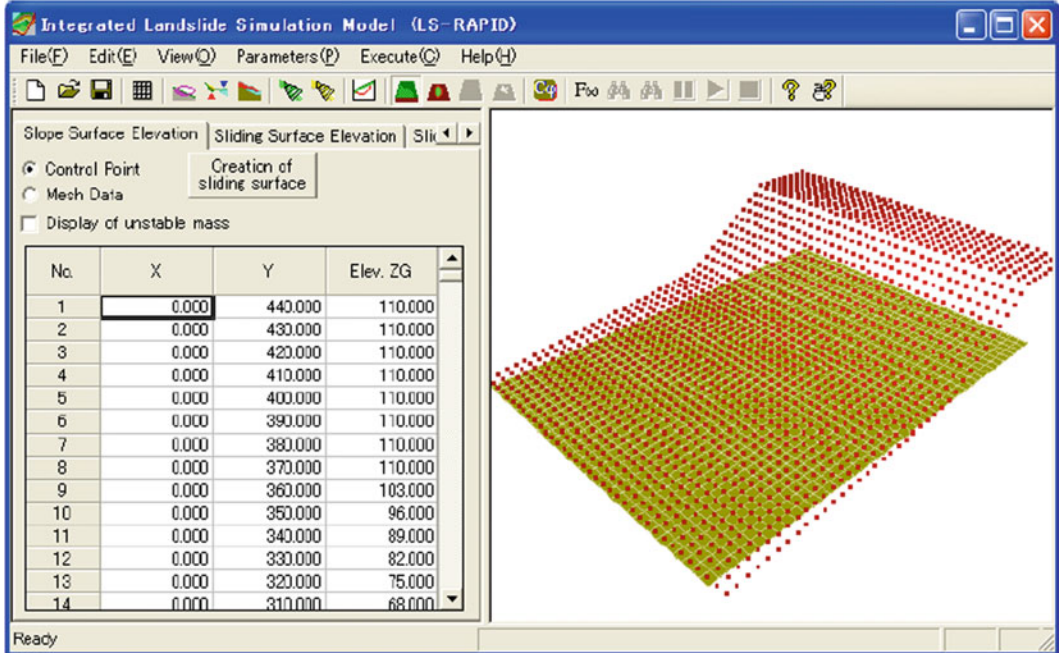 Integrated Landslide Simulation Model (LS-RAPID)
File(F) Edit(E) View(O) Parameters(P) Execute(C) Help(H)
F∞
Slope Surface Elevation Sliding Surface Elevation Slid
Control Point
Creation of
sliding surface
Mech Data
Display of unstable mass
No. X Y Elev. ZG
1 0.000 440.000 110.000
2 0.000 430.000 110.000
3 0.000 420.000 110.000
4 0.000 410.000 110.000
5 0.000 400.000 110.000
6 0.000 390.000 110.000
7 0.000 380.000 110.000
8 0.000 370.000 110.000
9 0.000 360.000 103.000
10 0.000 350.000 96.000
11 0.000 340.000 89.000
12 0.000 330.000 82.000
13 0.000 320.000 75.000
14 0.000 310.000 68.000
Ready